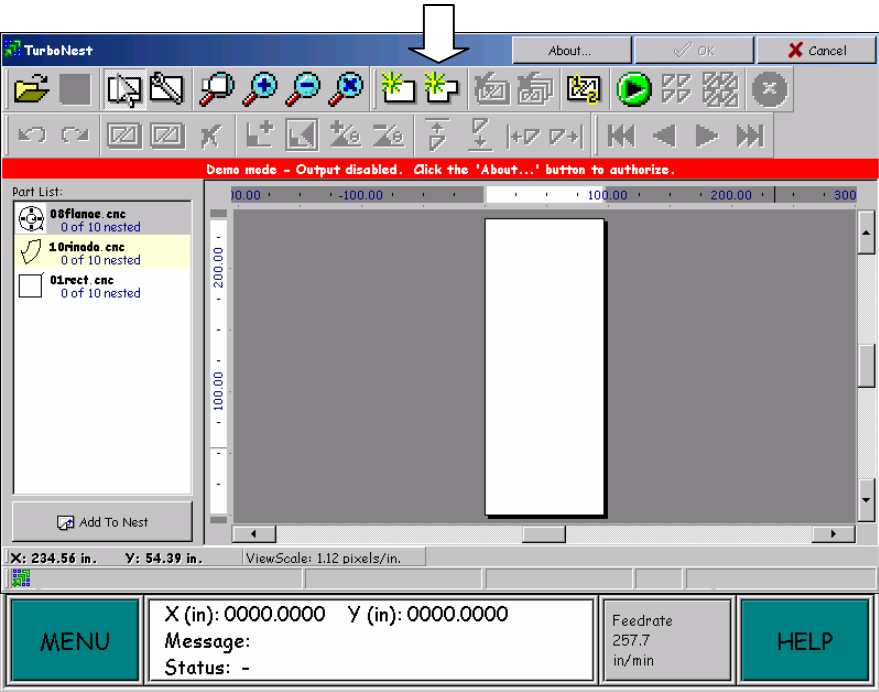 TurboNest
About... OK Cancel
Demo mode - Output disabled. Click the 'About...' button to authorize.
Part List:
08flange.cnc
0 of 10 nested
10rinada.cnc
0 of 10 nested
01rect.cnc
0 of 10 nested
Add To Nest
00.00 -100.00 100.00 200.00 300
200.00
100.00
X: 234.56 in. Y: 54.39 in. ViewScale: 1.12 pixels/in.
MENU
X (in): 0000.0000 Y (in): 0000.0000
Message:
Status: -
Feedrate
257.7
in/min
HELP